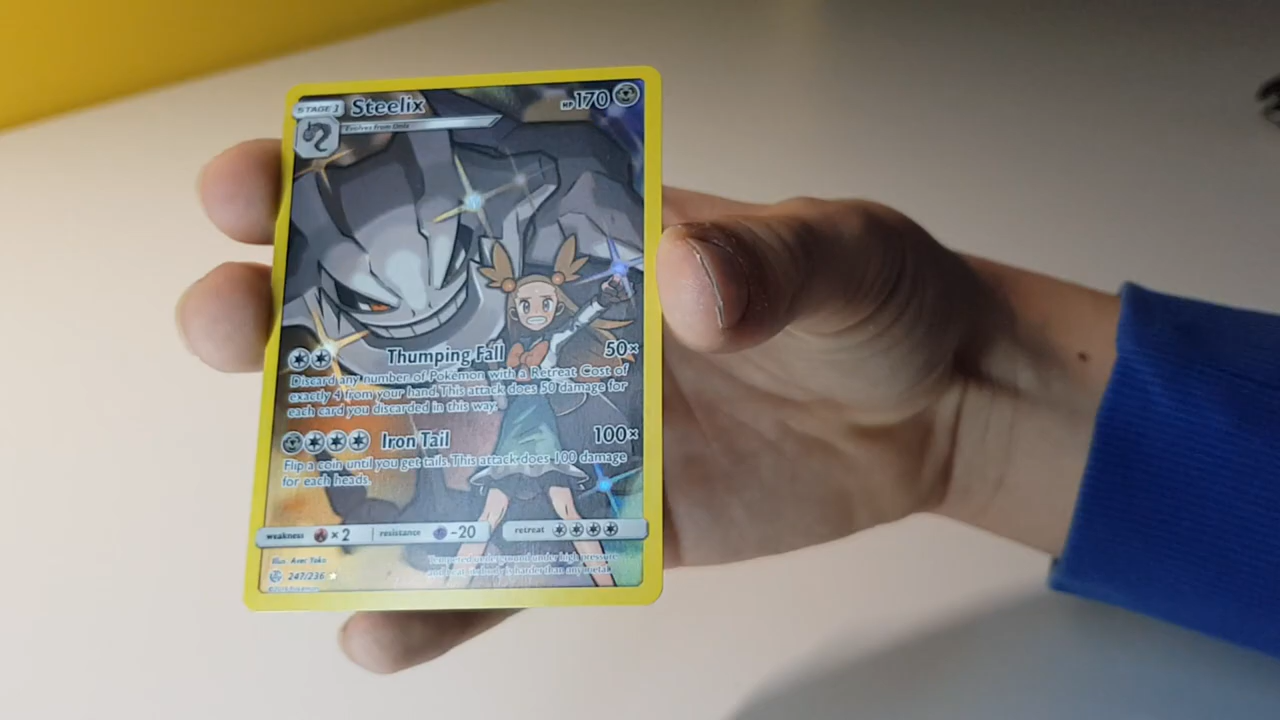 STAGE 1 Steelix HP 170
Evolves from Onix
Thumping Fall 50×
Discard any number of Pokémon with a Retreat Cost of
exactly 4 from your hand. This attack does 50 damage for
each card you discarded in this way.
Iron Tail 100×
Flip a coin until you get tails. This attack does 100 damage
for each heads.
weakness ×2 resistance -20 retreat
Illus. Avec Yoko
247/236
Tempered underground under high pressure
and heat, its body is harder than any metal.